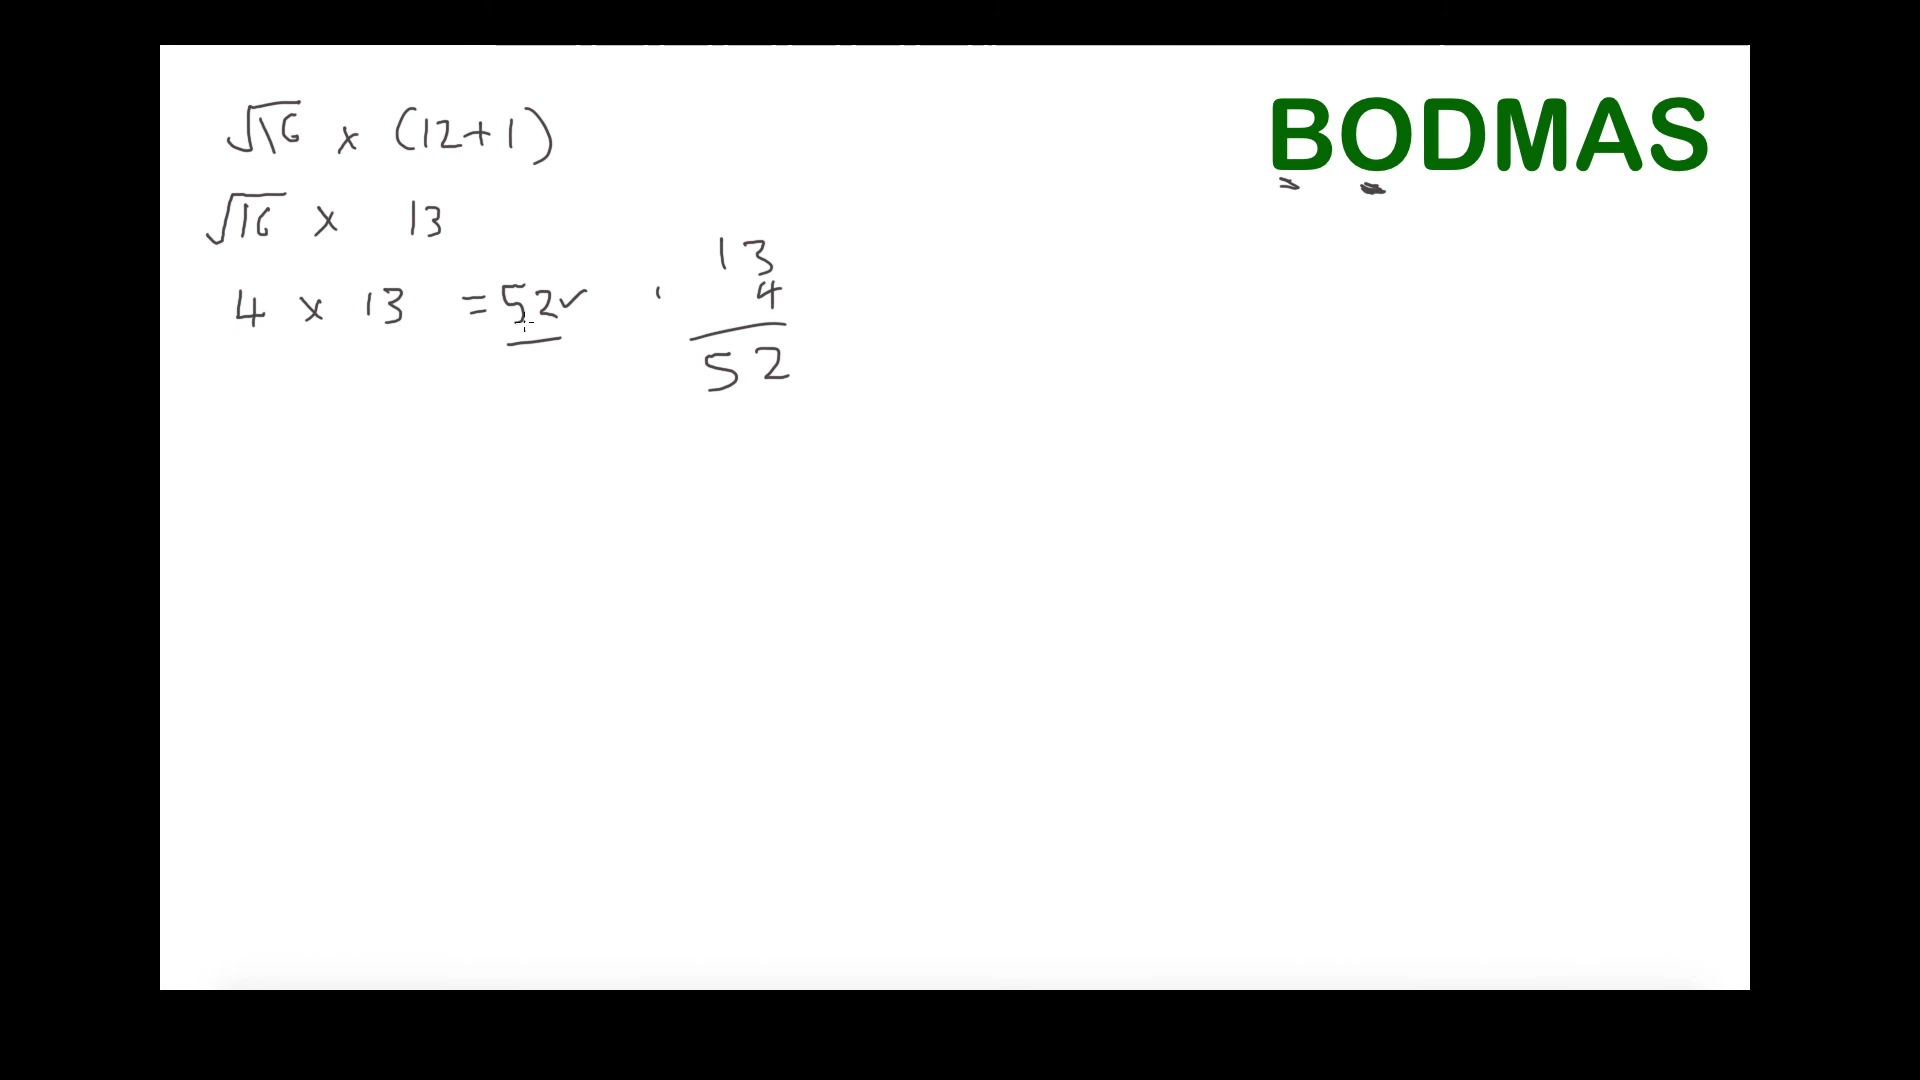 √16 × (12+1)
BODMAS
√16 × 13
4 × 13 = 52✓
13
4
52